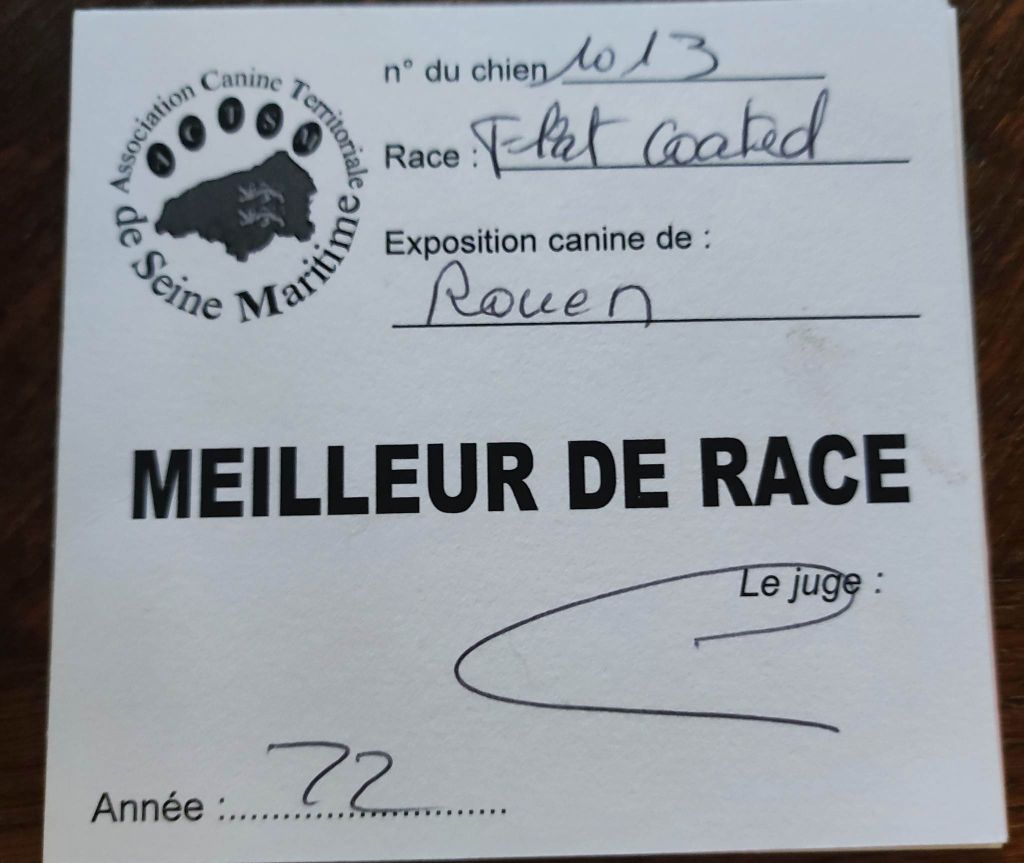 Association Canine Territoriale
de Seine Maritime
A C T S M
n° du chien 1013
Race : Flat Coated
Exposition canine de :
Rouen
MEILLEUR DE RACE
Le juge :
Année :.......22.......